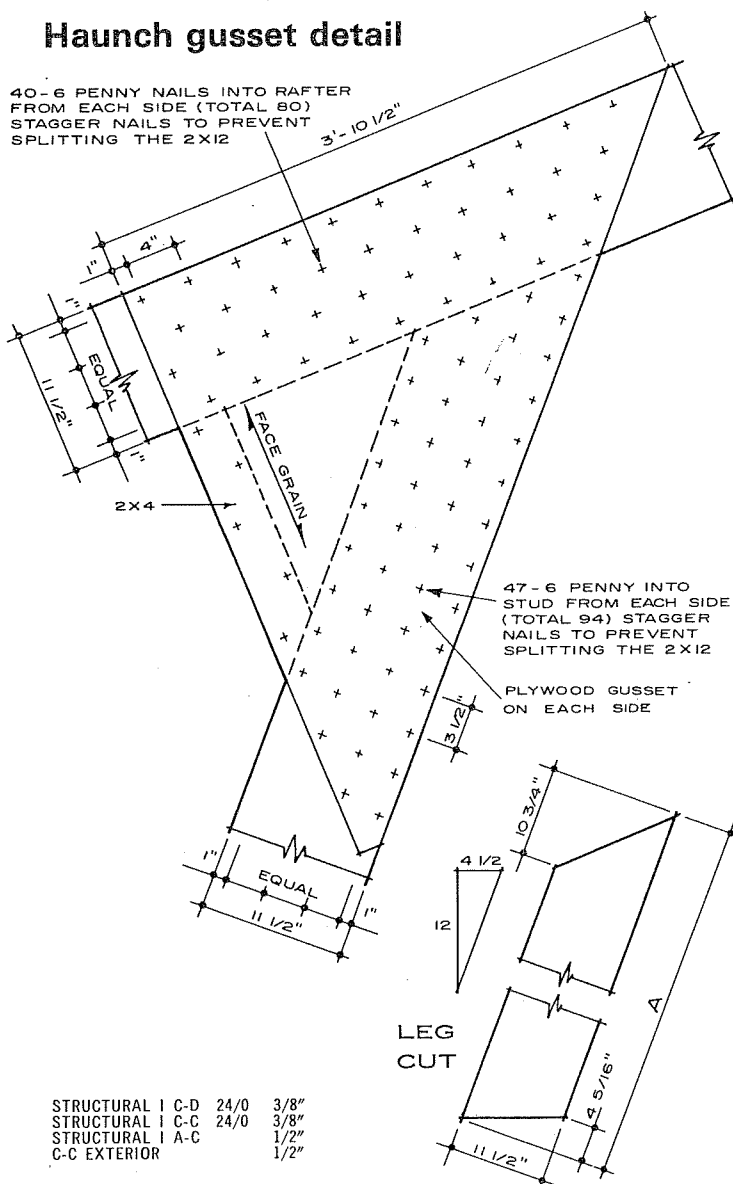 Haunch gusset detail
40-6 PENNY NAILS INTO RAFTER
FROM EACH SIDE (TOTAL 80)
STAGGER NAILS TO PREVENT
SPLITTING THE 2X12
3'-10 1/2"
1"
4"
1"
EQUAL
11 1/2"
1"
FACE GRAIN
2X4
47-6 PENNY INTO
STUD FROM EACH SIDE
(TOTAL 94) STAGGER
NAILS TO PREVENT
SPLITTING THE 2X12
PLYWOOD GUSSET
ON EACH SIDE
3 1/2"
1"
EQUAL
1"
11 1/2"
10 3/4"
4 1/2
12
A
LEG
CUT
4 5/16"
11 1/2"
STRUCTURAL I C-D 24/0 3/8"
STRUCTURAL I C-C 24/0 3/8"
STRUCTURAL I A-C 1/2"
C-C EXTERIOR 1/2"